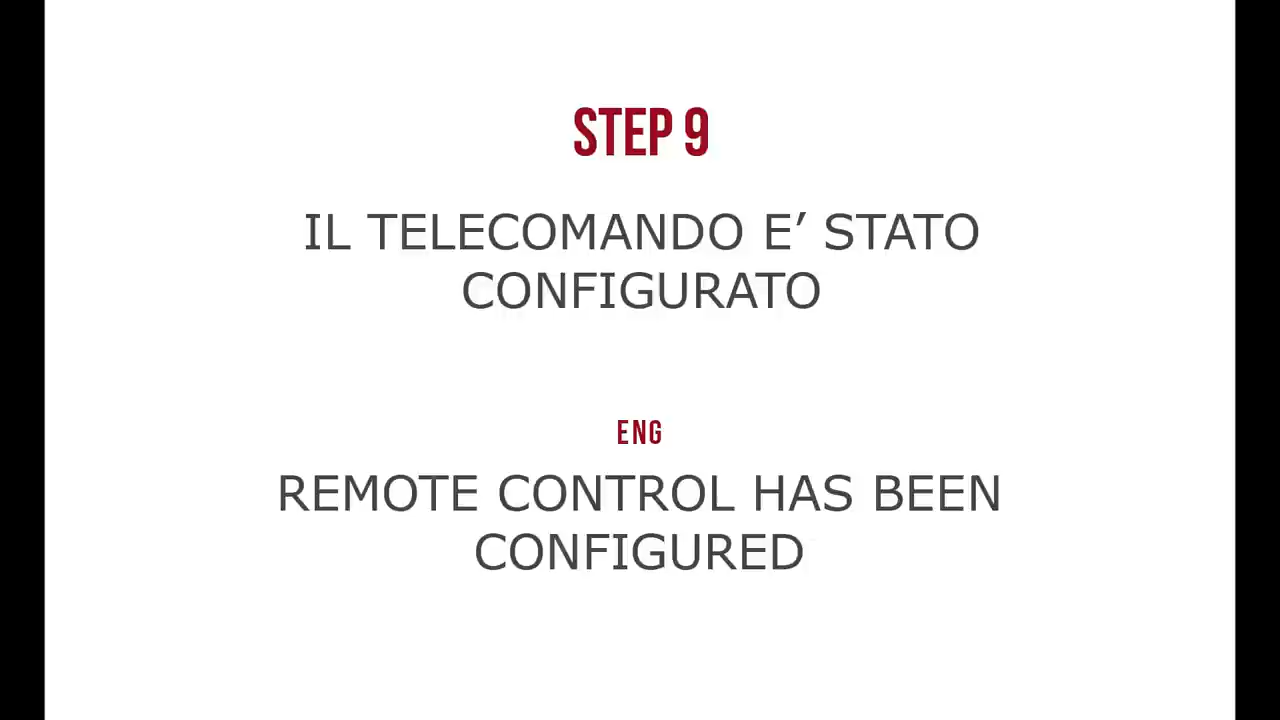 STEP 9
IL TELECOMANDO E’ STATO
CONFIGURATO
ENG
REMOTE CONTROL HAS BEEN
CONFIGURED